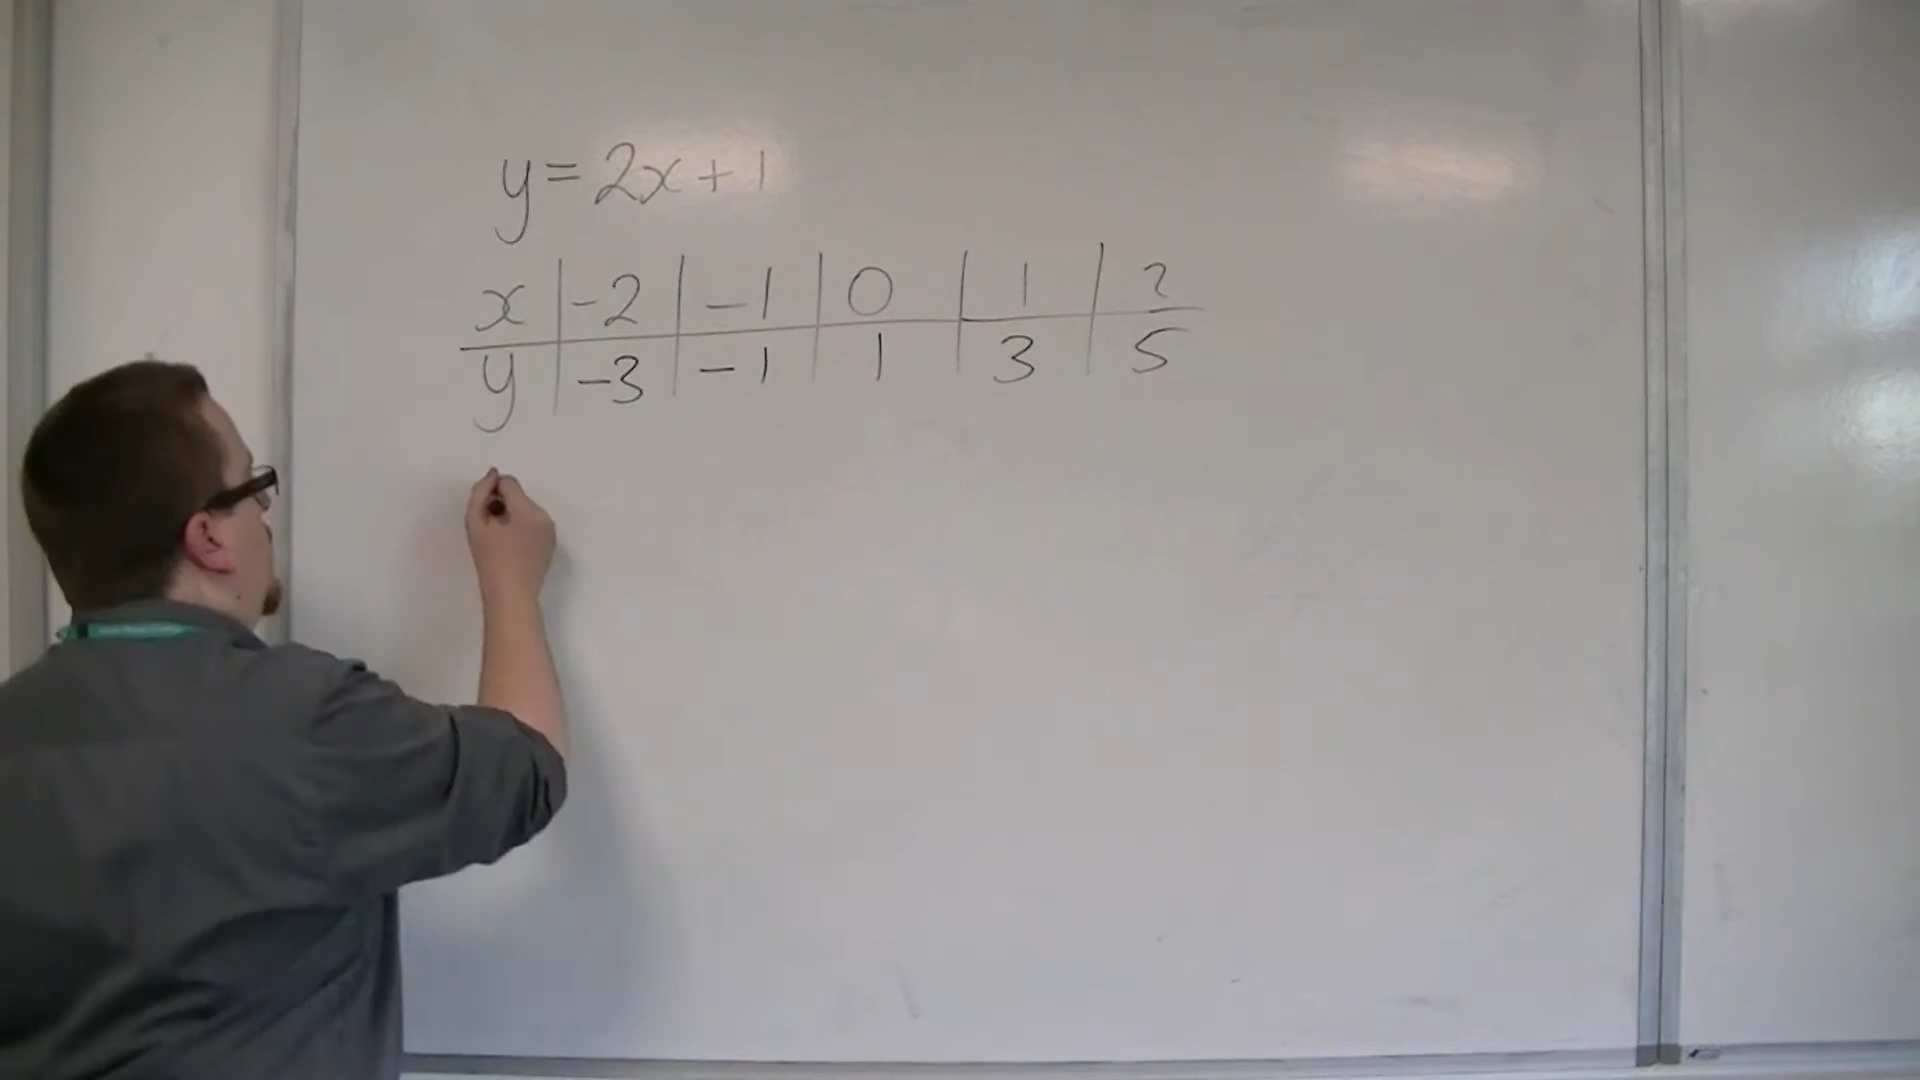 y=2x+1
x | -2 | -1 | 0 | 1 | 2
y | -3 | -1 | 1 | 3 | 5